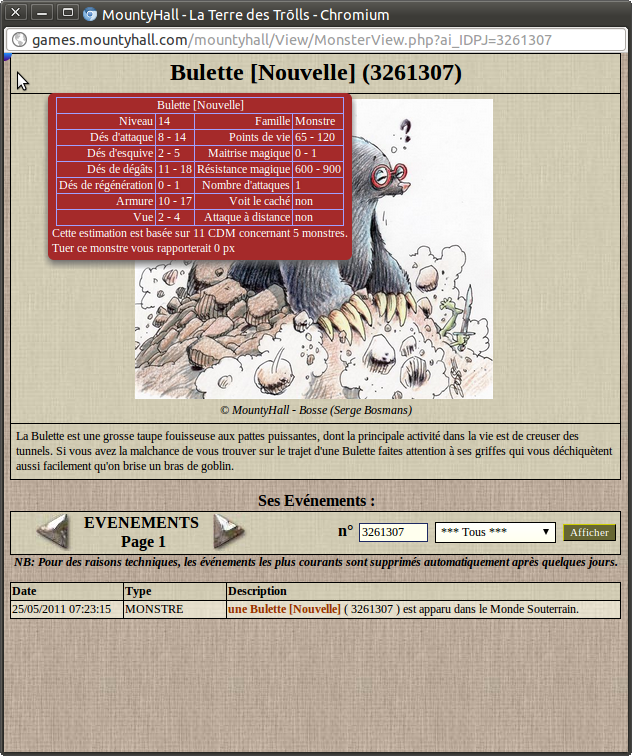 MountyHall - La Terre des Trõlls - Chromium
games.mountyhall.com/mountyhall/View/MonsterView.php?ai_IDPJ=3261307
Bulette [Nouvelle] (3261307)
Bulette [Nouvelle]
Niveau 14 Famille Monstre
Dés d'attaque 8 - 14 Points de vie 65 - 120
Dés d'esquive 2 - 5 Maitrise magique 0 - 1
Dés de dégâts 11 - 18 Résistance magique 600 - 900
Dés de régénération 0 - 1 Nombre d'attaques 1
Armure 10 - 17 Voit le caché non
Vue 2 - 4 Attaque à distance non
Cette estimation est basée sur 11 CDM concernant 5 monstres.
Tuer ce monstre vous rapporterait 0 px
?
© MountyHall - Bosse (Serge Bosmans)
La Bulette est une grosse taupe fouisseuse aux pattes puissantes, dont la principale activité dans la vie est de creuser des
tunnels. Si vous avez la malchance de vous trouver sur le trajet d'une Bulette faites attention à ses griffes qui vous déchiquètent
aussi facilement qu'on brise un bras de goblin.
Ses Evénements :
EVENEMENTS
Page 1
n° 3261307 *** Tous *** Afficher
NB: Pour des raisons techniques, les événements les plus courants sont supprimés automatiquement après quelques jours.
Date Type Description
25/05/2011 07:23:15 MONSTRE une Bulette [Nouvelle] ( 3261307 ) est apparu dans le Monde Souterrain.